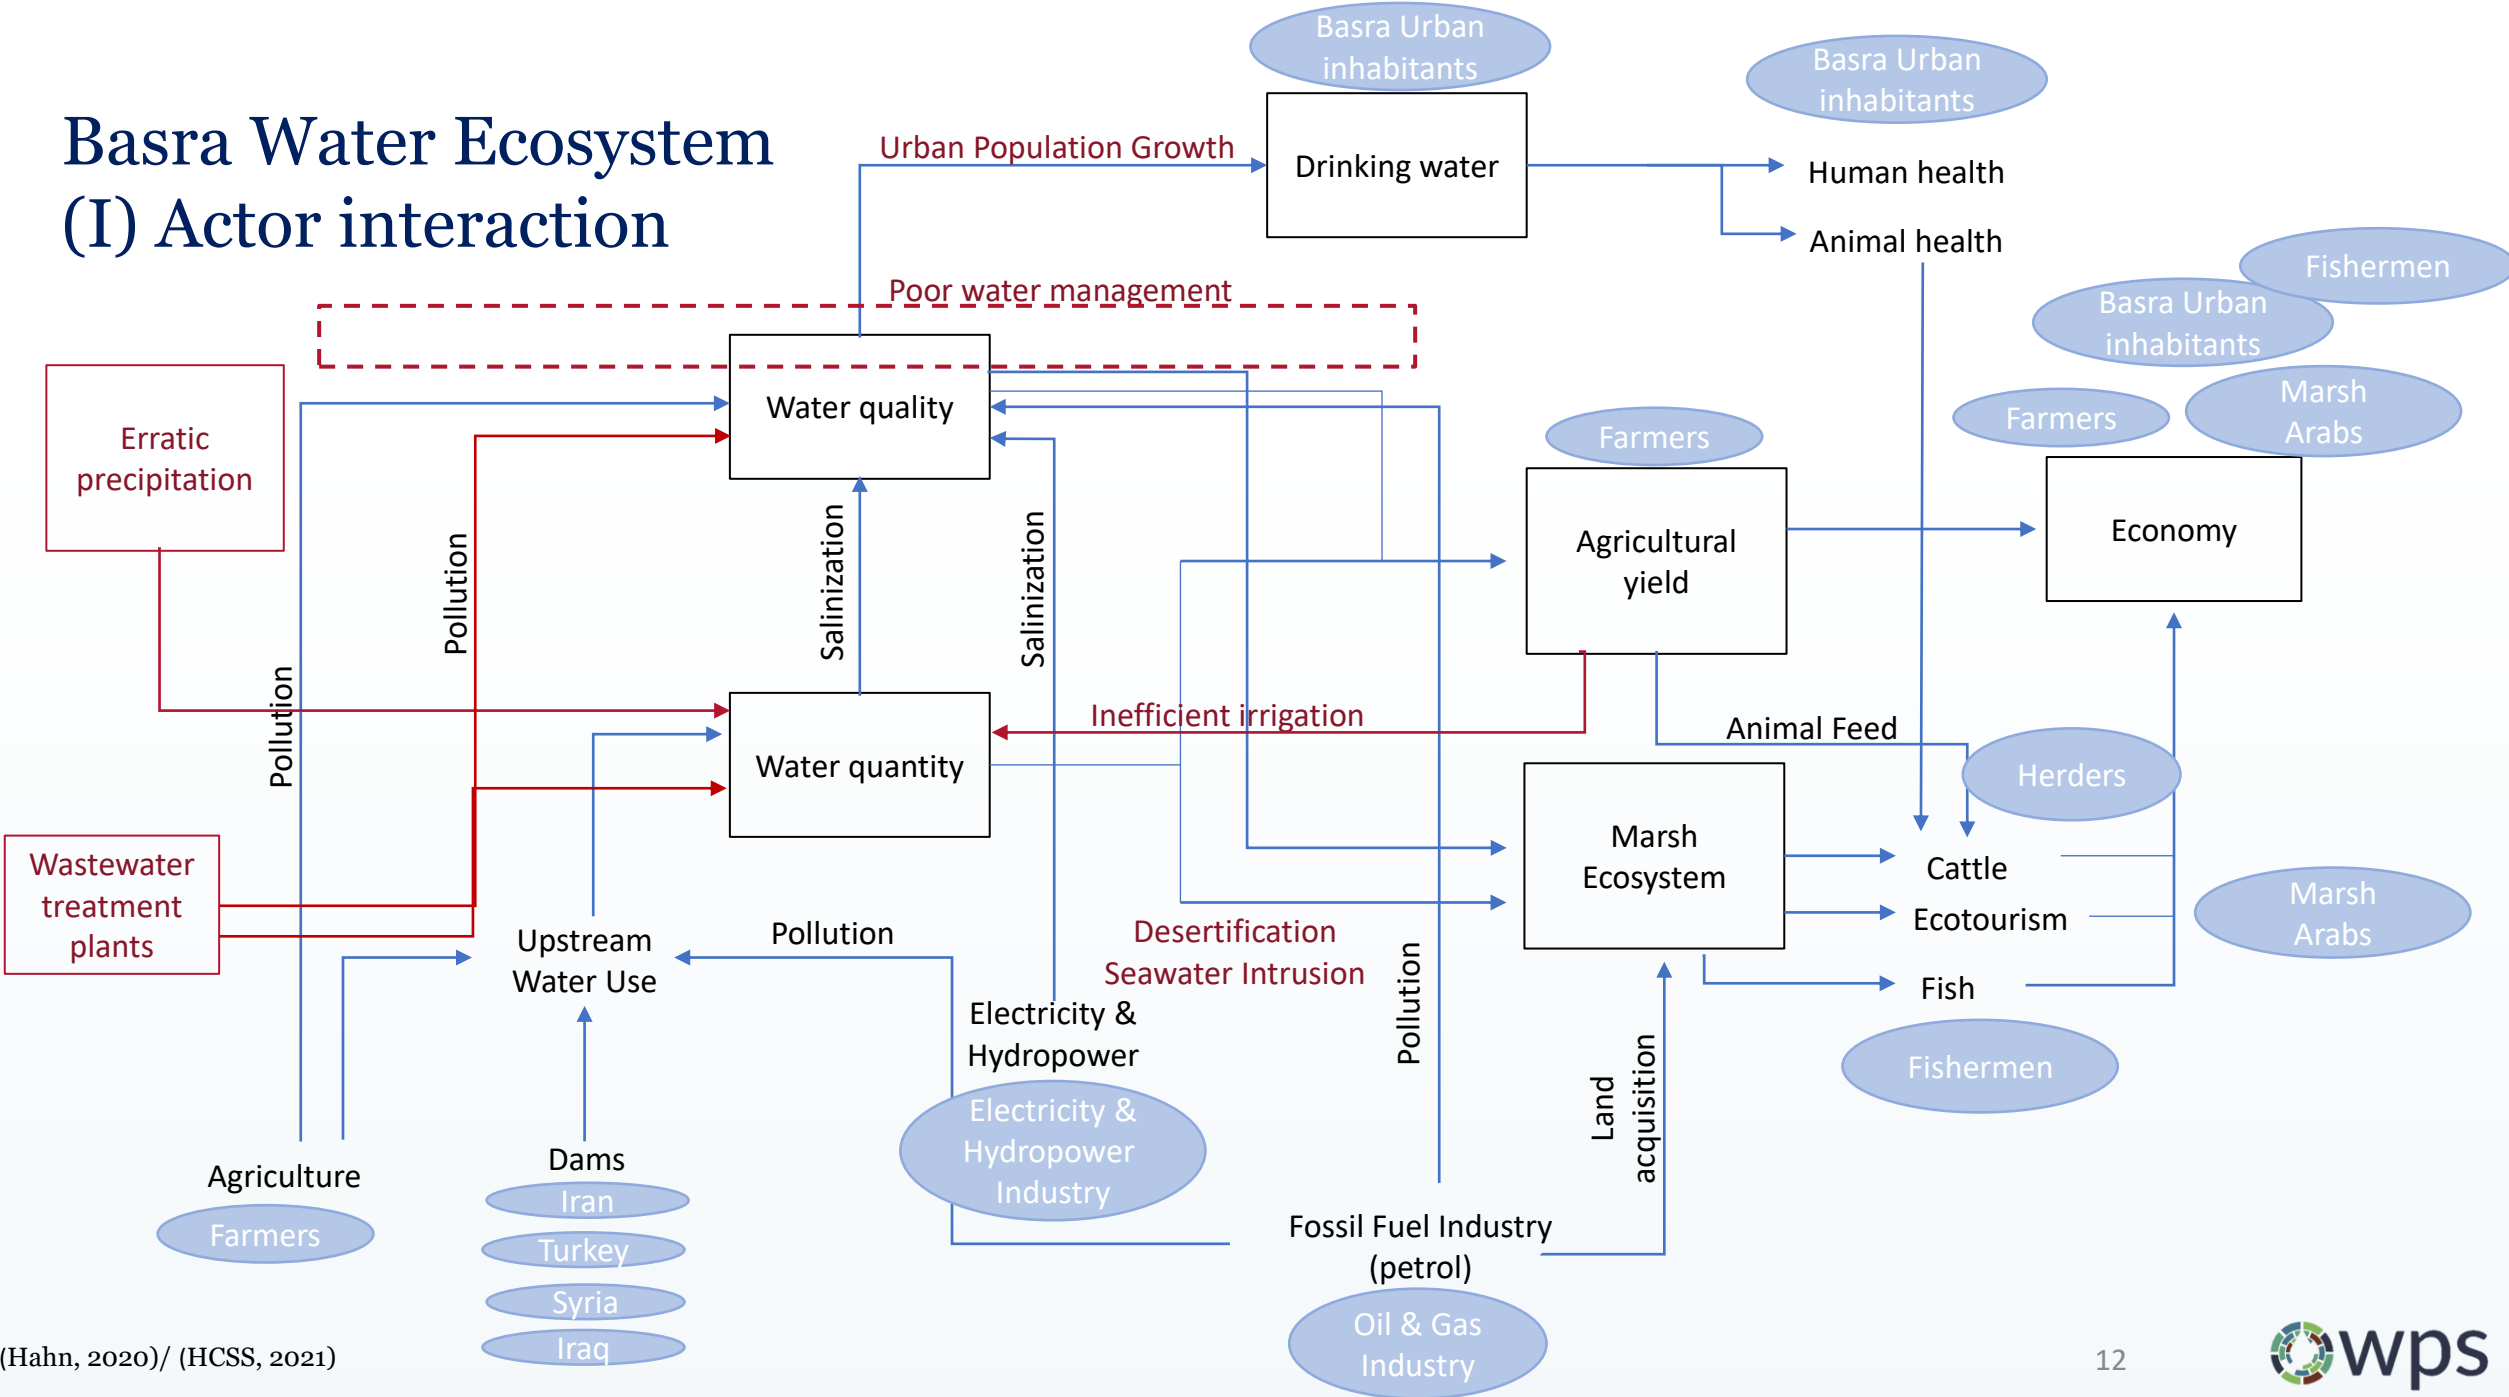 Basra Water Ecosystem
(I) Actor interaction
Basra Urban
inhabitants
Basra Urban
inhabitants
Urban Population Growth
Drinking water
Human health
Animal health
Fishermen
Basra Urban
inhabitants
Marsh
Arabs
Farmers
Poor water management
Erratic
precipitation
Water quality
Farmers
Agricultural
yield
Economy
Pollution
Pollution
Salinization
Salinization
Inefficient irrigation
Animal Feed
Water quantity
Herders
Marsh
Ecosystem
Cattle
Ecotourism
Fish
Marsh
Arabs
Fishermen
Wastewater
treatment
plants
Upstream
Water Use
Pollution
Desertification
Seawater Intrusion
Electricity &
Hydropower
Electricity &
Hydropower
Industry
Pollution
Land
acquisition
Agriculture
Farmers
Dams
Iran
Turkey
Syria
Iraq
Fossil Fuel Industry
(petrol)
Oil & Gas
Industry
(Hahn, 2020)/ (HCSS, 2021)
12
wps